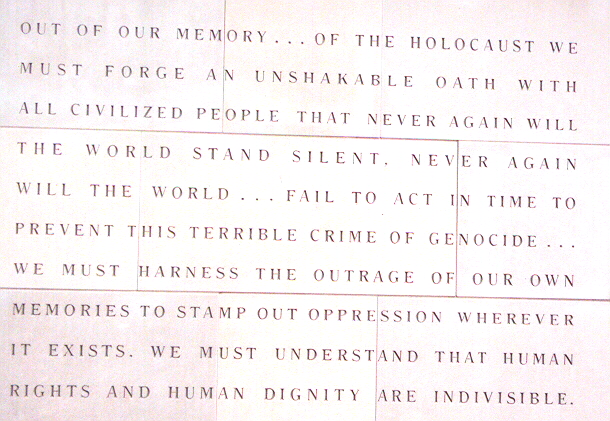 OUT OF OUR MEMORY...OF THE HOLOCAUST WE
MUST FORGE AN UNSHAKABLE OATH WITH
ALL CIVILIZED PEOPLE THAT NEVER AGAIN WILL
THE WORLD STAND SILENT, NEVER AGAIN
WILL THE WORLD...FAIL TO ACT IN TIME TO
PREVENT THIS TERRIBLE CRIME OF GENOCIDE...
WE MUST HARNESS THE OUTRAGE OF OUR OWN
MEMORIES TO STAMP OUT OPPRESSION WHEREVER
IT EXISTS. WE MUST UNDERSTAND THAT HUMAN
RIGHTS AND HUMAN DIGNITY ARE INDIVISIBLE.